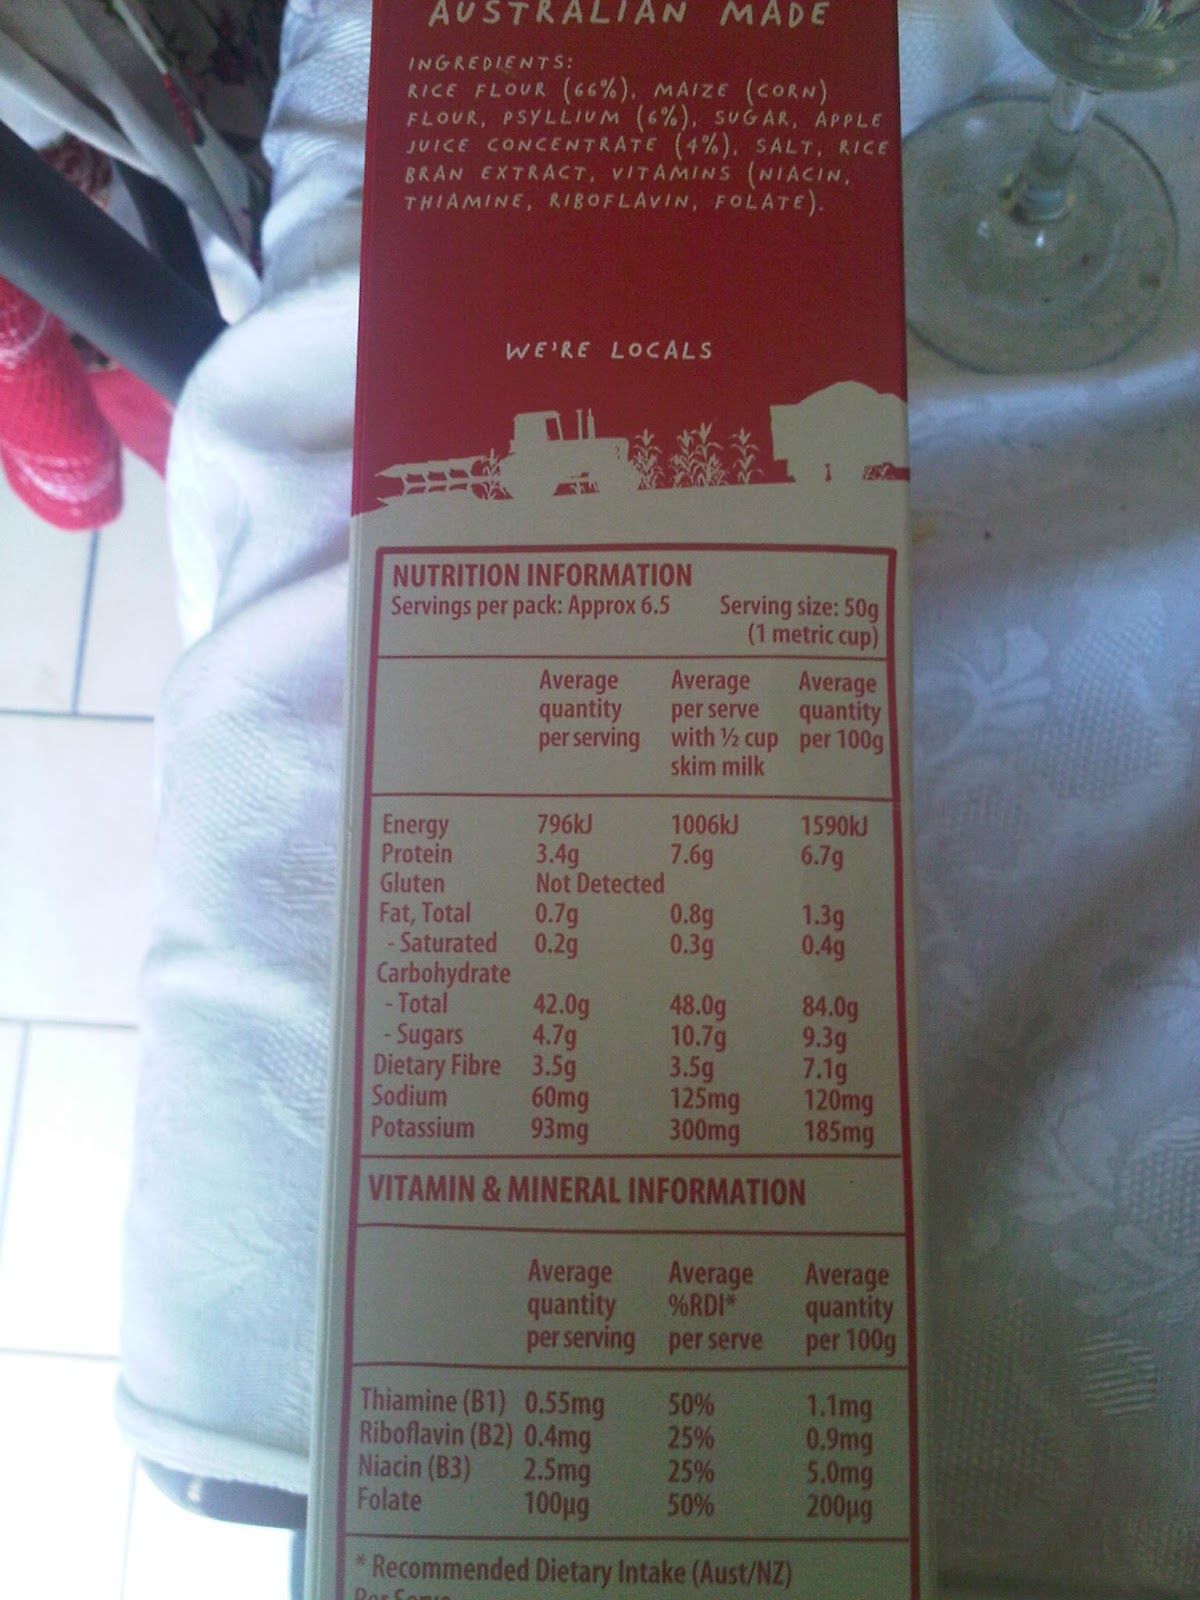 AUSTRALIAN MADE
INGREDIENTS:
RICE FLOUR (66%), MAIZE (CORN)
FLOUR, PSYLLIUM (6%), SUGAR, APPLE
JUICE CONCENTRATE (4%), SALT, RICE
BRAN EXTRACT, VITAMINS (NIACIN,
THIAMINE, RIBOFLAVIN, FOLATE).
WE'RE LOCALS
NUTRITION INFORMATION
Servings per pack: Approx 6.5 Serving size: 50g
(1 metric cup)
Average Average Average
quantity per serve quantity
per serving with ½ cup per 100g
skim milk
Energy 796kJ 1006kJ 1590kJ
Protein 3.4g 7.6g 6.7g
Gluten Not Detected
Fat, Total 0.7g 0.8g 1.3g
- Saturated 0.2g 0.3g 0.4g
Carbohydrate
- Total 42.0g 48.0g 84.0g
- Sugars 4.7g 10.7g 9.3g
Dietary Fibre 3.5g 3.5g 7.1g
Sodium 60mg 125mg 120mg
Potassium 93mg 300mg 185mg
VITAMIN & MINERAL INFORMATION
Average Average Average
quantity %RDI* quantity
per serving per serve per 100g
Thiamine (B1) 0.55mg 50% 1.1mg
Riboflavin (B2) 0.4mg 25% 0.9mg
Niacin (B3) 2.5mg 25% 5.0mg
Folate 100µg 50% 200µg
* Recommended Dietary Intake (Aust/NZ)
Per Serve